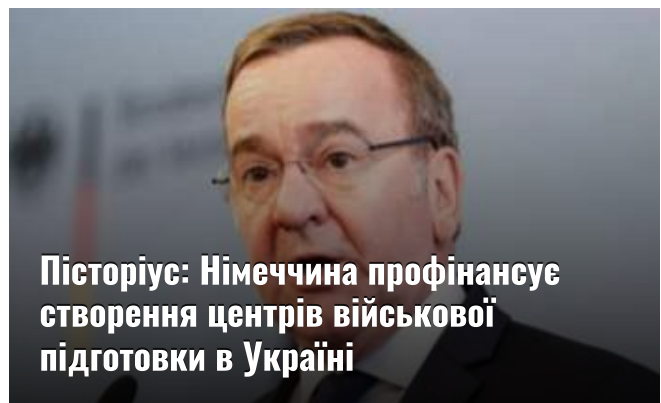 Пісторіус: Німеччина профінансує
створення центрів військової
підготовки в Україні